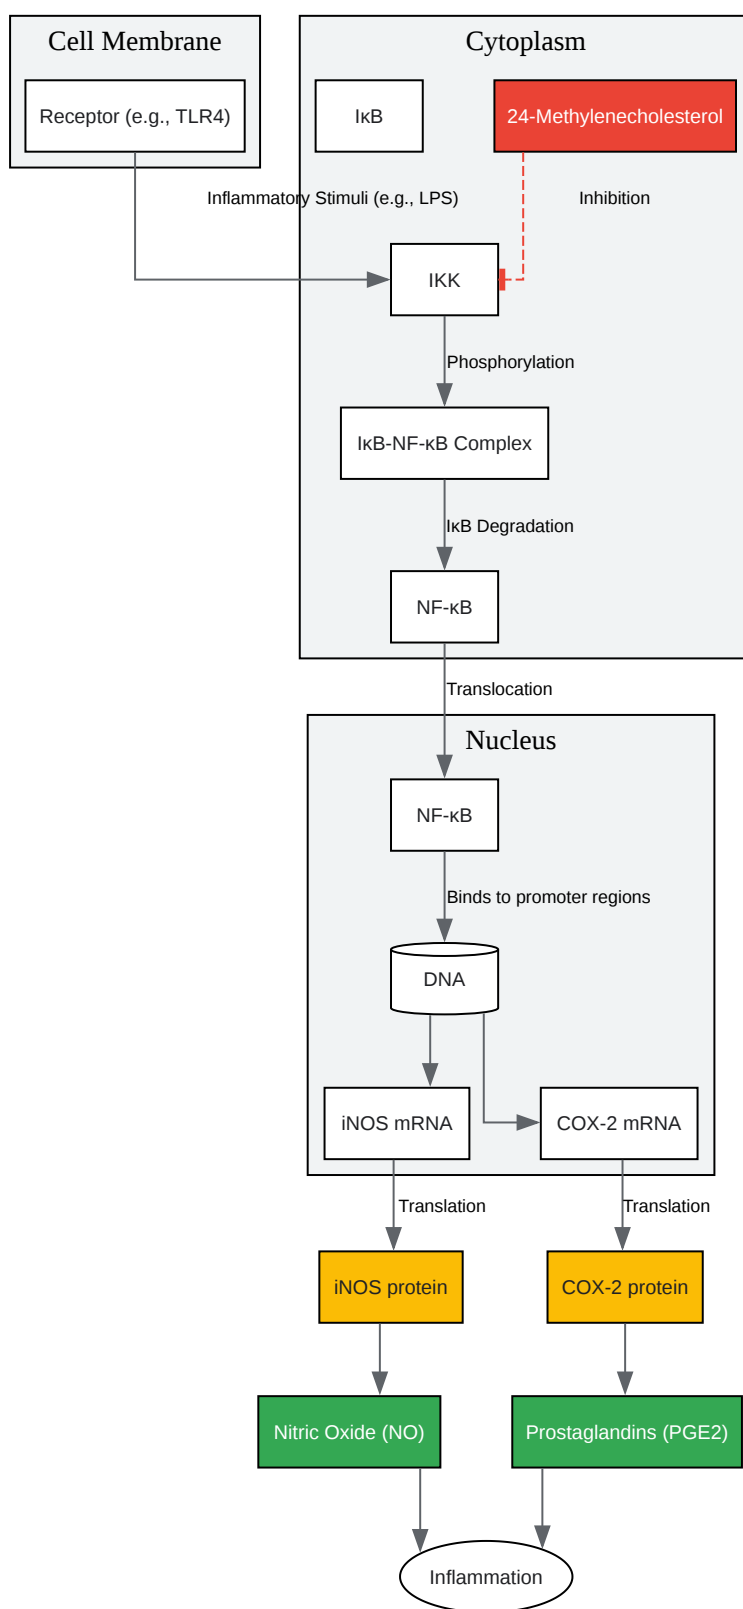 Cell Membrane
Cytoplasm
Receptor (e.g., TLR4)
IκB
24-Methylenecholesterol
Inflammatory Stimuli (e.g., LPS)
Inhibition
IKK
Phosphorylation
IκB-NF-κB Complex
IκB Degradation
NF-κB
Translocation
Nucleus
NF-κB
Binds to promoter regions
DNA
iNOS mRNA
COX-2 mRNA
Translation
Translation
iNOS protein
COX-2 protein
Nitric Oxide (NO)
Prostaglandins (PGE2)
Inflammation